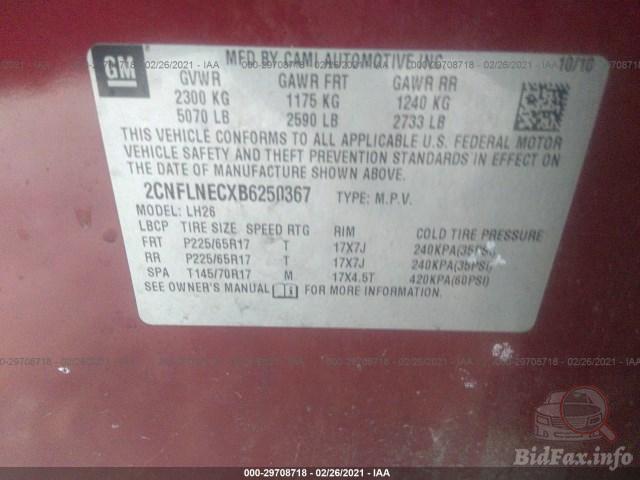 GM
MFD BY CAMI AUTOMOTIVE INC
10/10
GVWR GAWR FRT GAWR RR
2300 KG 1175 KG 1240 KG
5070 LB 2590 LB 2733 LB
THIS VEHICLE CONFORMS TO ALL APPLICABLE U.S. FEDERAL MOTOR
VEHICLE SAFETY AND THEFT PREVENTION STANDARDS IN EFFECT ON
THE DATE OF MANUFACTURE SHOWN ABOVE.
2CNFLNECXB6250367 TYPE: M.P.V.
MODEL: LH26
LBCP TIRE SIZE SPEED RTG RIM COLD TIRE PRESSURE
FRT P225/65R17 T 17X7J 240KPA(35PSI)
RR P225/65R17 T 17X7J 240KPA(35PSI)
SPA T145/70R17 M 17X4.5T 420KPA(60PSI)
SEE OWNER'S MANUAL FOR ADDITIONAL INFORMATION.
000-29708718 - 02/26/2021 - IAA
BidFax.info